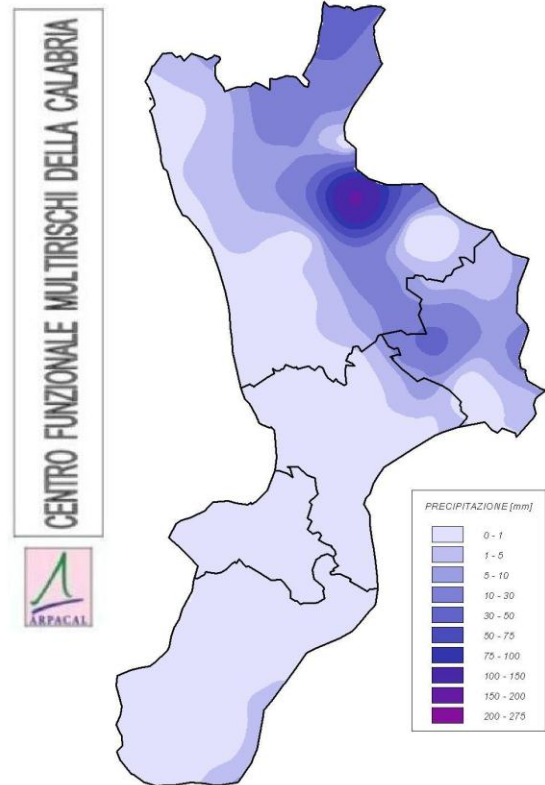 CENTRO FUNZIONALE MULTIRISCHI DELLA CALABRIA
ARPACAL
PRECIPITAZIONE [mm]
0 - 1
1 - 5
5 - 10
10 - 30
30 - 50
50 - 75
75 - 100
100 - 150
150 - 200
200 - 275